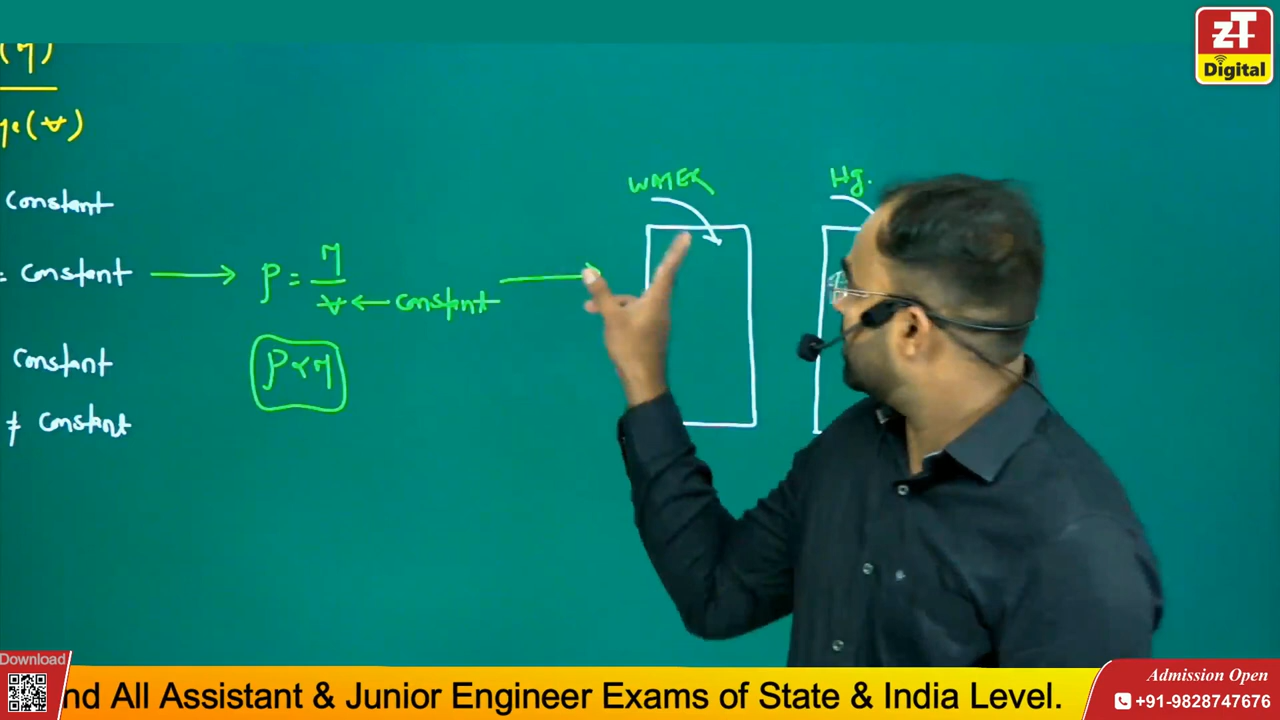 (M)
(V)
constant
= constant
ρ = M
V ← constant
ρ ∝ M
constant
≠ constant
WATER
Hg.
ZT
Digital
Download
nd All Assistant & Junior Engineer Exams of State & India Level.
Admission Open
+91-9828747676